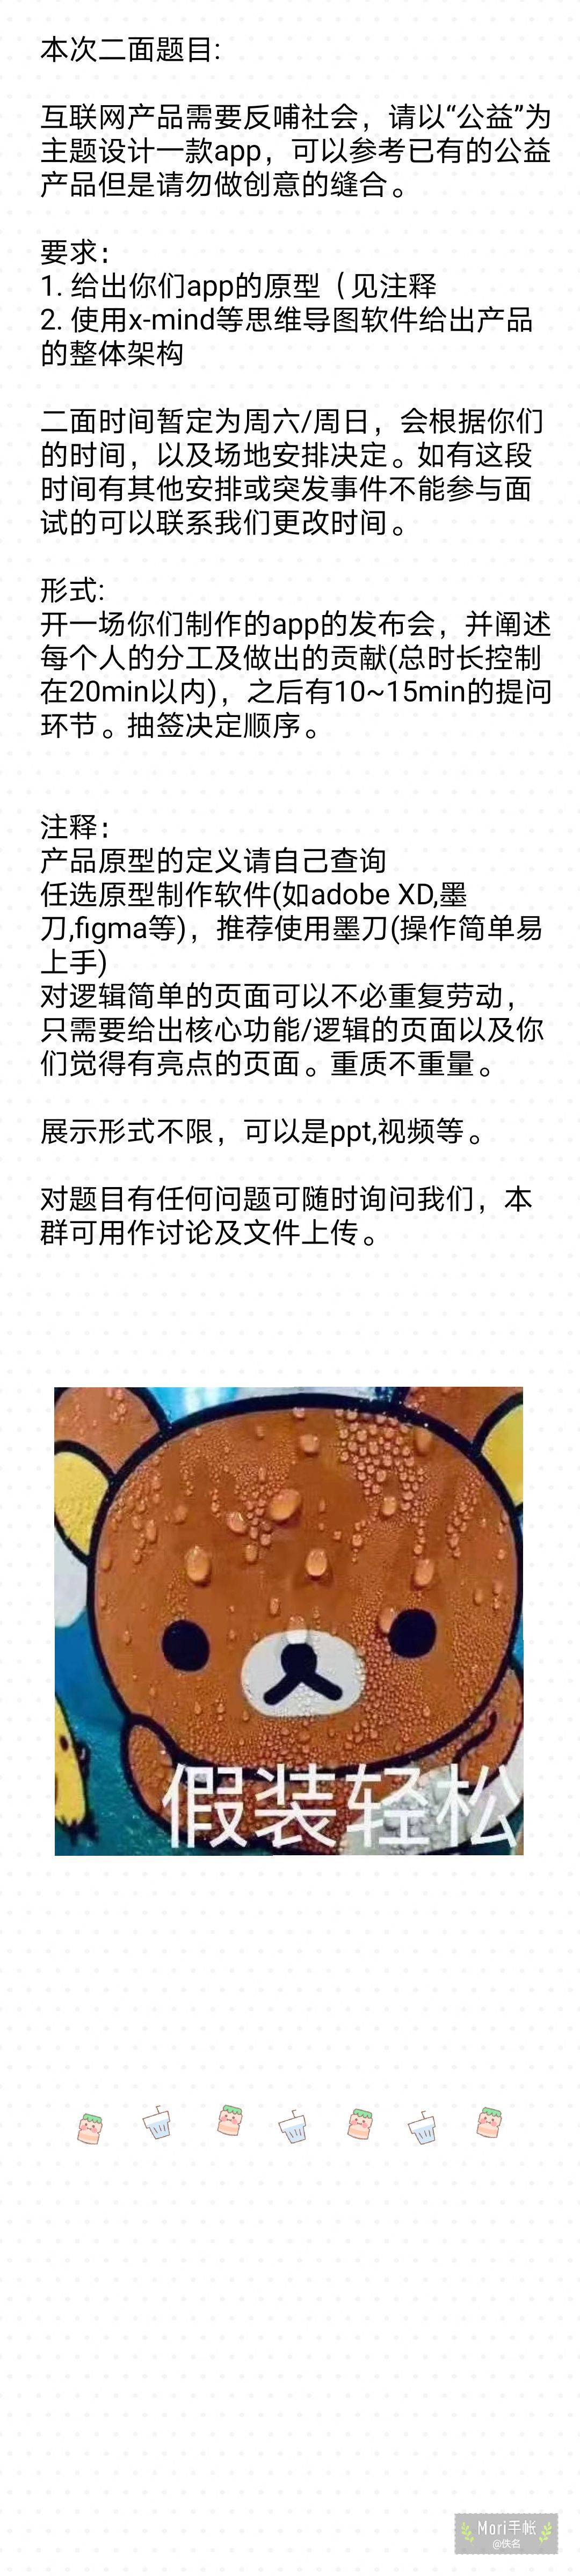 本次二面题目:
互联网产品需要反哺社会，请以“公益”为
主题设计一款app，可以参考已有的公益
产品但是请勿做创意的缝合。
要求：
1. 给出你们app的原型（见注释
2. 使用x-mind等思维导图软件给出产品
的整体架构
二面时间暂定为周六/周日，会根据你们
的时间，以及场地安排决定。如有这段
时间有其他安排或突发事件不能参与面
试的可以联系我们更改时间。
形式:
开一场你们制作的app的发布会，并阐述
每个人的分工及做出的贡献(总时长控制
在20min以内)，之后有10~15min的提问
环节。抽签决定顺序。
注释：
产品原型的定义请自己查询
任选原型制作软件(如adobe XD,墨
刀,figma等)，推荐使用墨刀(操作简单易
上手)
对逻辑简单的页面可以不必重复劳动，
只需要给出核心功能/逻辑的页面以及你
们觉得有亮点的页面。重质不重量。
展示形式不限，可以是ppt,视频等。
对题目有任何问题可随时询问我们，本
群可用作讨论及文件上传。
假装轻松
Mori手帐
@佚名